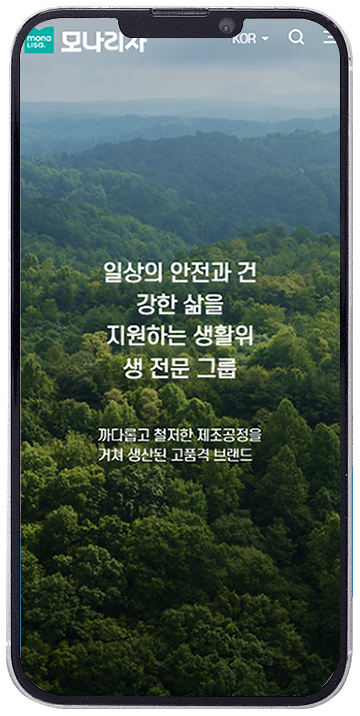 mona
LISA.
모나리자
KOR
일상의 안전과 건
강한 삶을
지원하는 생활위
생 전문 그룹
까다롭고 철저한 제조공정을
거쳐 생산된 고품격 브랜드